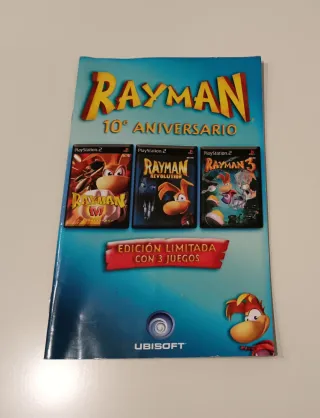 RAYMAN
10º ANIVERSARIO
PlayStation 2
PlayStation 2
PlayStation 2
RAYMAN
M
RAYMAN
REVOLUTION
RAYMAN 3
EDICIÓN LIMITADA
CON 3 JUEGOS
UBISOFT